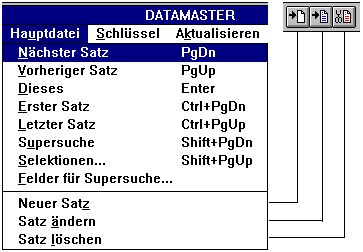 DATAMASTER
Hauptdatei Schlüssel Aktualisieren
Nächster Satz PgDn
Vorheriger Satz PgUp
Dieses Enter
Erster Satz Ctrl+PgDn
Letzter Satz Ctrl+PgUp
Supersuche Shift+PgDn
Selektionen... Shift+PgUp
Felder für Supersuche...
Neuer Satz
Satz ändern
Satz löschen